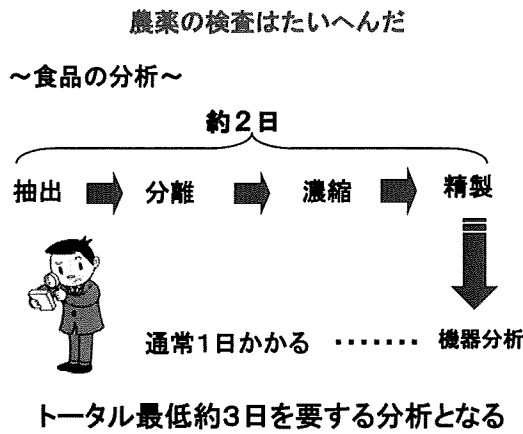 農薬の検査はたいへんだ
～食品の分析～
約２日
抽出 分離 濃縮 精製
通常１日かかる ・・・・・・・ 機器分析
トータル最低約３日を要する分析となる